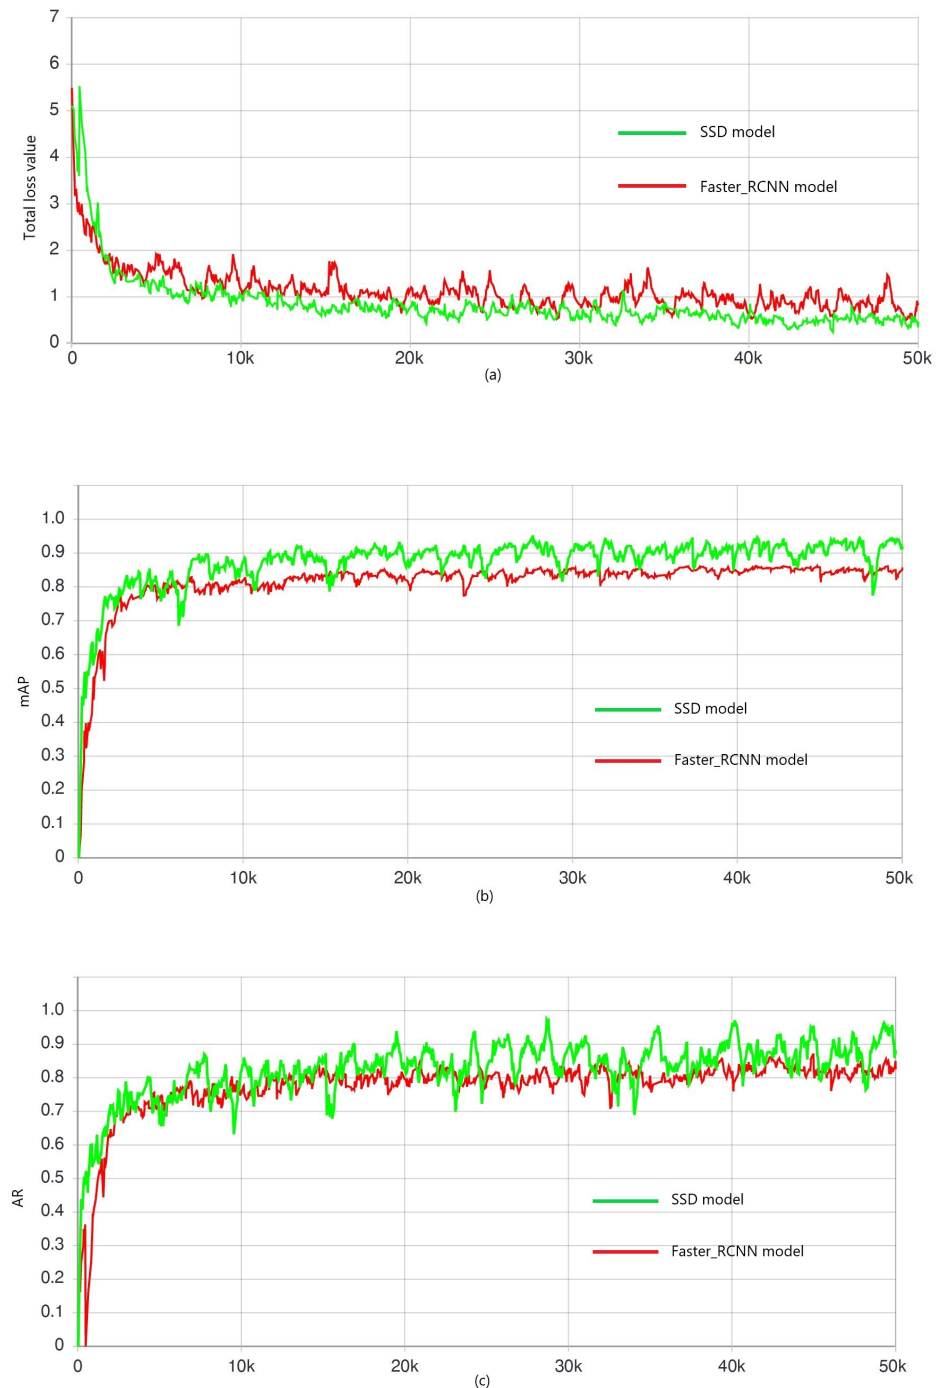 7
6
5
4
3
2
1
0
Total loss value
SSD model
Faster_RCNN model
0 10k 20k 30k 40k 50k
(a)
1.0
0.9
0.8
0.7
0.6
0.5
0.4
0.3
0.2
0.1
0
mAP
SSD model
Faster_RCNN model
0 10k 20k 30k 40k 50k
(b)
1.0
0.9
0.8
0.7
0.6
0.5
0.4
0.3
0.2
0.1
0
AR
SSD model
Faster_RCNN model
0 10k 20k 30k 40k 50k
(c)